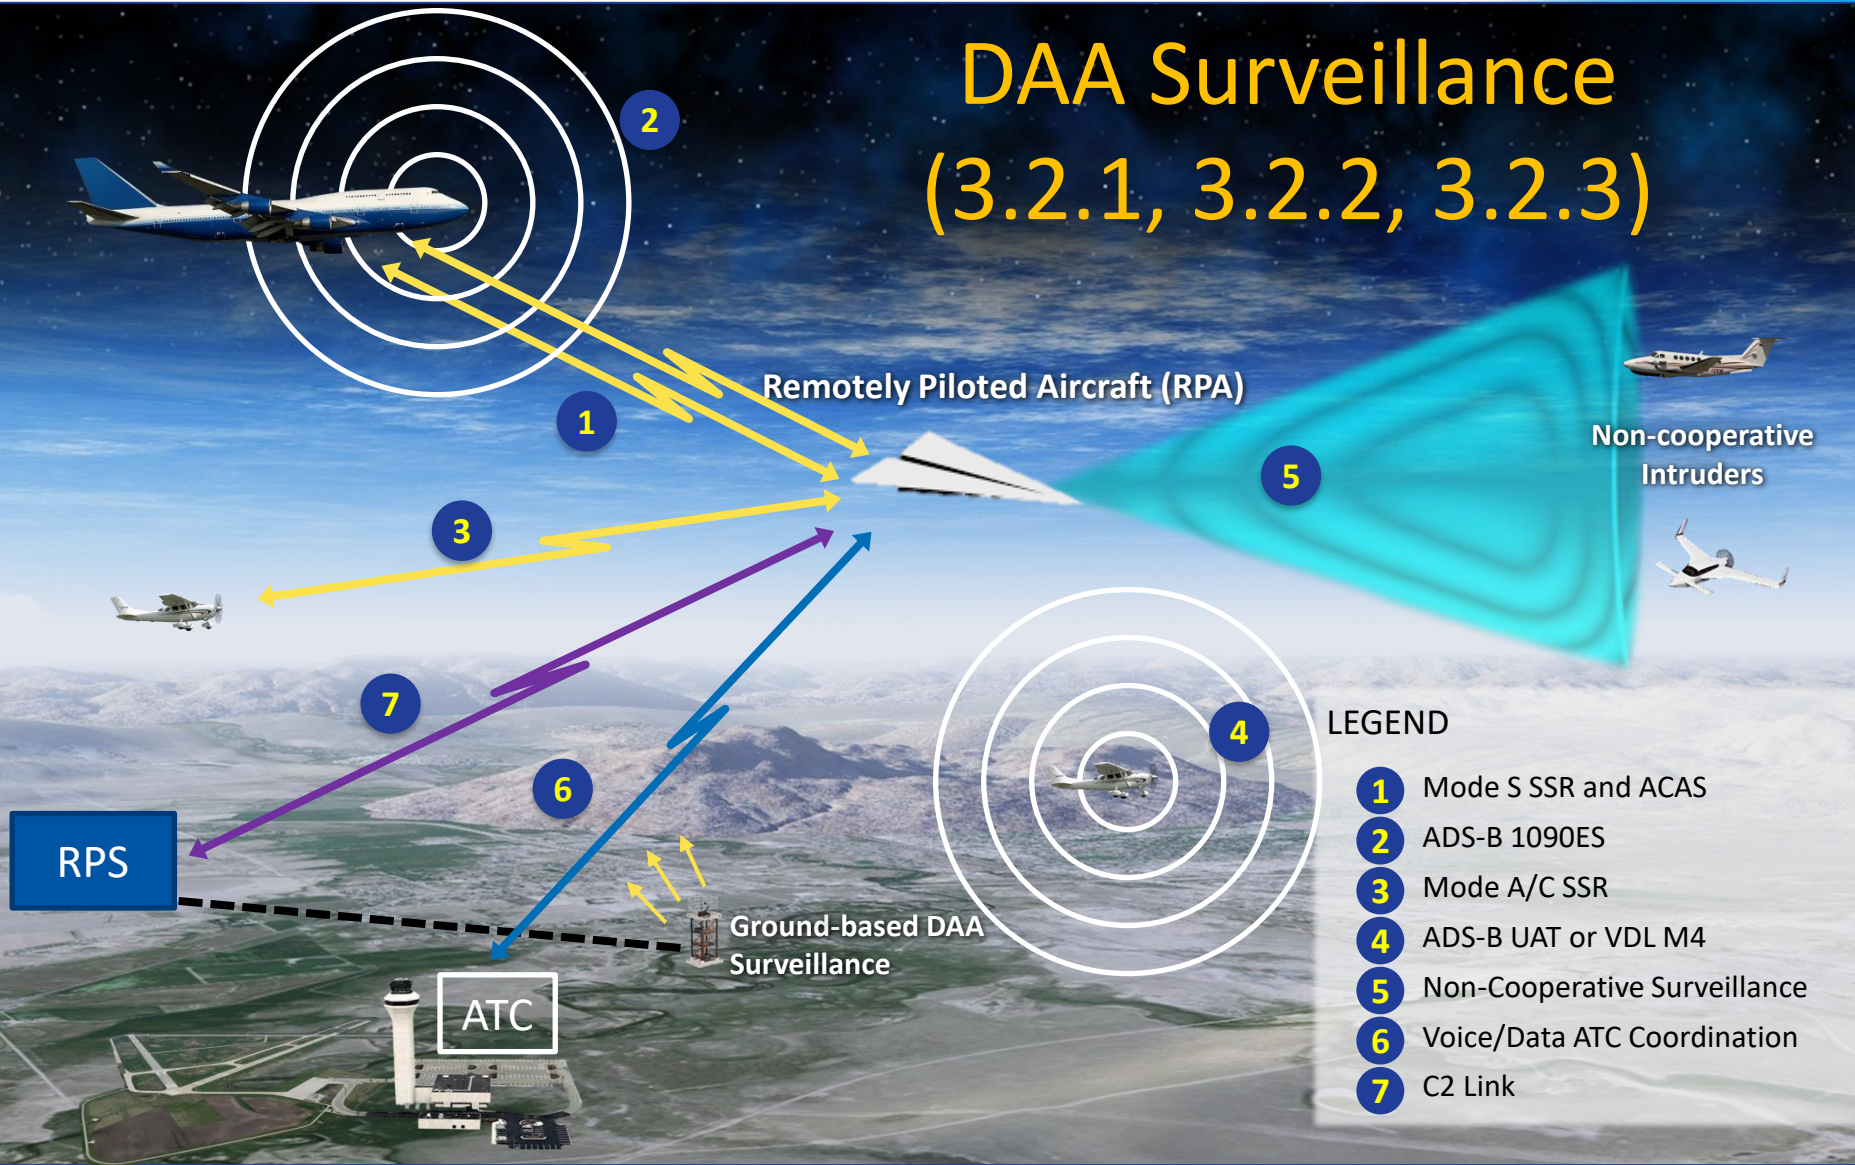 DAA Surveillance
(3.2.1, 3.2.2, 3.2.3)
2
Remotely Piloted Aircraft (RPA)
1
Non-cooperative
Intruders
5
3
7
4
6
RPS
Ground-based DAA
Surveillance
ATC
LEGEND
1 Mode S SSR and ACAS
2 ADS-B 1090ES
3 Mode A/C SSR
4 ADS-B UAT or VDL M4
5 Non-Cooperative Surveillance
6 Voice/Data ATC Coordination
7 C2 Link